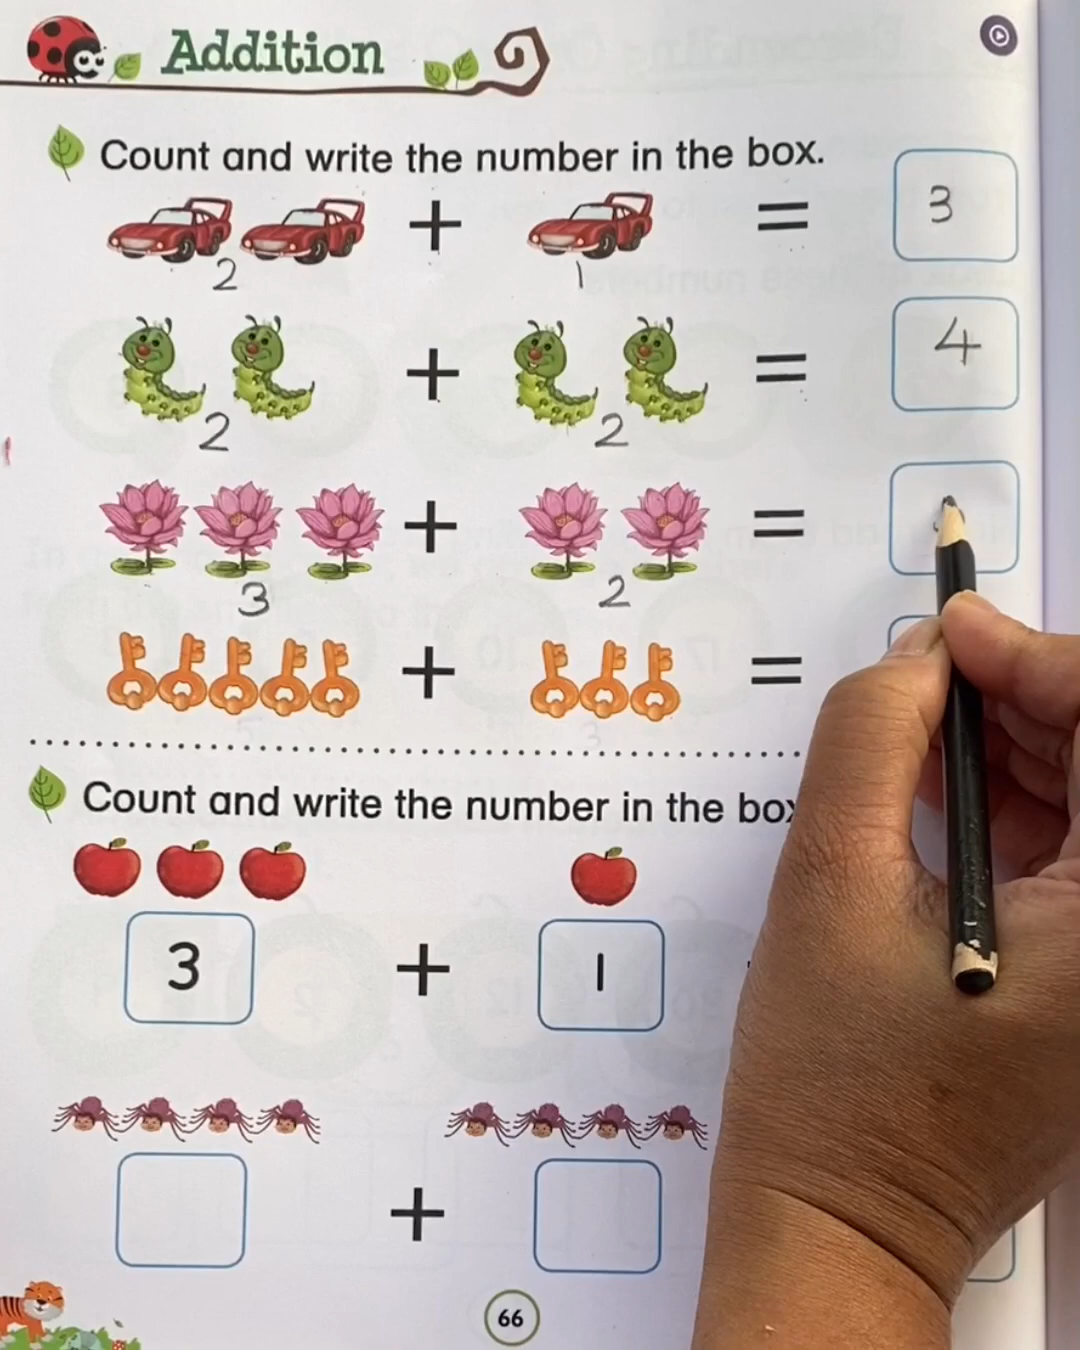 Addition
Count and write the number in the box.
+ = 3
2 1
+ = 4
2 2
+ =
3 2
+ =
Count and write the number in the
3 + 1
+
66